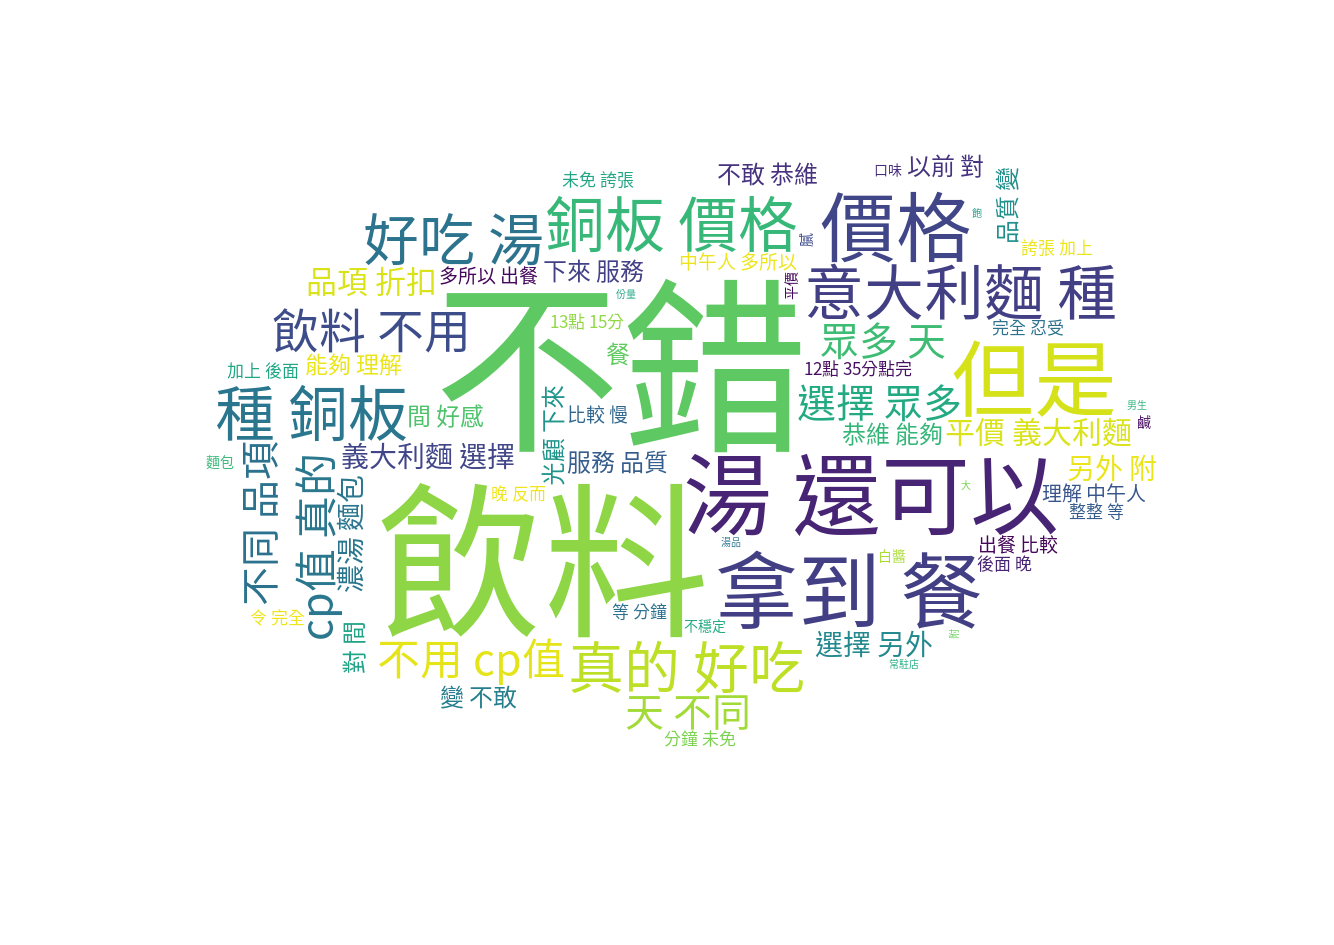 不敢 恭維
口味
以前 對
未免 誇張
品質 變
銅板 價格
價格
好吃 湯
誇張 加上
中午人 多所以
品項 折扣
多所以 出餐
下來 服務
平價
意大利麵 種
份量
不錯
飲料 不用
13點 15分
眾多 天
完全 忍受
餐
但是
加上 後面
能夠 理解
12點 35分點完
種 銅板
選擇 眾多
男生
間 好感
光顧 下來
比較 慢
鹹
恭維 能夠
平價 義大利麵
不同 品項
cp值 真的
義大利麵 選擇
服務 品質
麵包
湯 還可以
另外 附
濃湯 麵包
晚 反而
大
理解 中午人
飲料
整整 等
湯品
出餐 比較
拿到 餐
白醬
後面 晚
令 完全
等 分鐘
不穩定
對 間
不用 cp值
真的 好吃
選擇 另外
常駐店
變 不敢
天 不同
分鐘 未免
飽